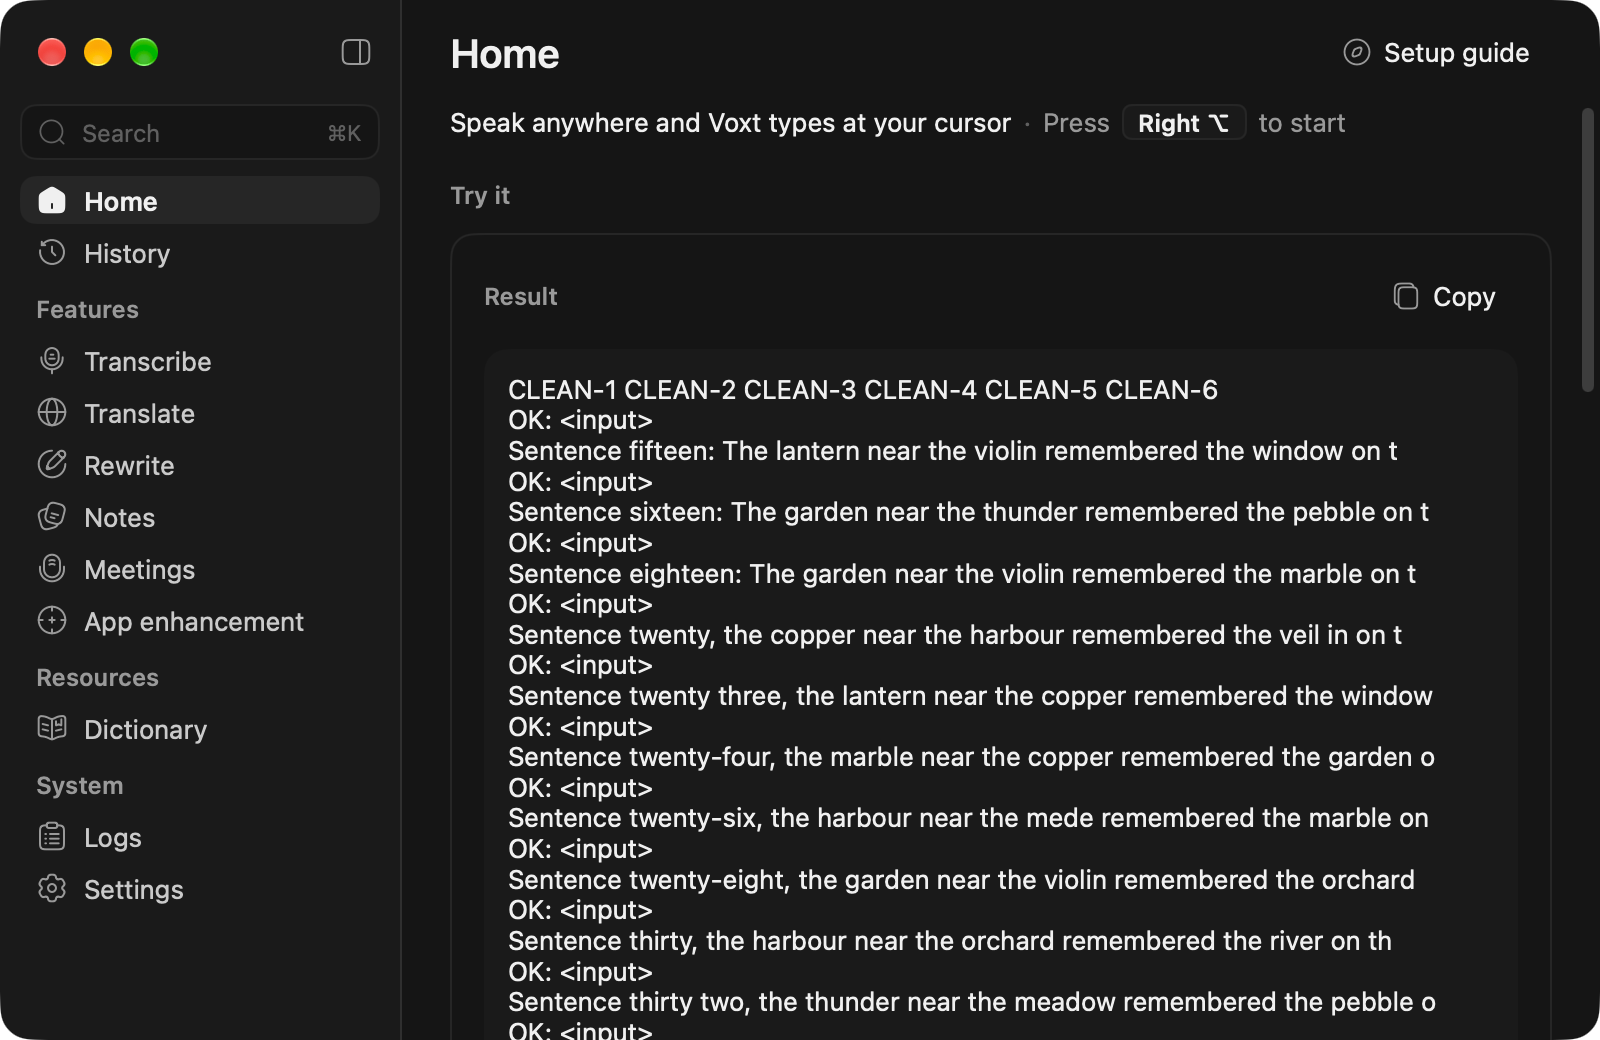 Search ⌘K
Home
History
Features
Transcribe
Translate
Rewrite
Notes
Meetings
App enhancement
Resources
Dictionary
System
Logs
Settings
Home
Setup guide
Speak anywhere and Voxt types at your cursor · Press Right ⌥ to start
Try it
Result
Copy
CLEAN-1 CLEAN-2 CLEAN-3 CLEAN-4 CLEAN-5 CLEAN-6
OK: <input>
Sentence fifteen: The lantern near the violin remembered the window on t
OK: <input>
Sentence sixteen: The garden near the thunder remembered the pebble on t
OK: <input>
Sentence eighteen: The garden near the violin remembered the marble on t
OK: <input>
Sentence twenty, the copper near the harbour remembered the veil in on t
OK: <input>
Sentence twenty three, the lantern near the copper remembered the window
OK: <input>
Sentence twenty-four, the marble near the copper remembered the garden o
OK: <input>
Sentence twenty-six, the harbour near the mede remembered the marble on
OK: <input>
Sentence twenty-eight, the garden near the violin remembered the orchard
OK: <input>
Sentence thirty, the harbour near the orchard remembered the river on th
OK: <input>
Sentence thirty two, the thunder near the meadow remembered the pebble o
OK: <input>